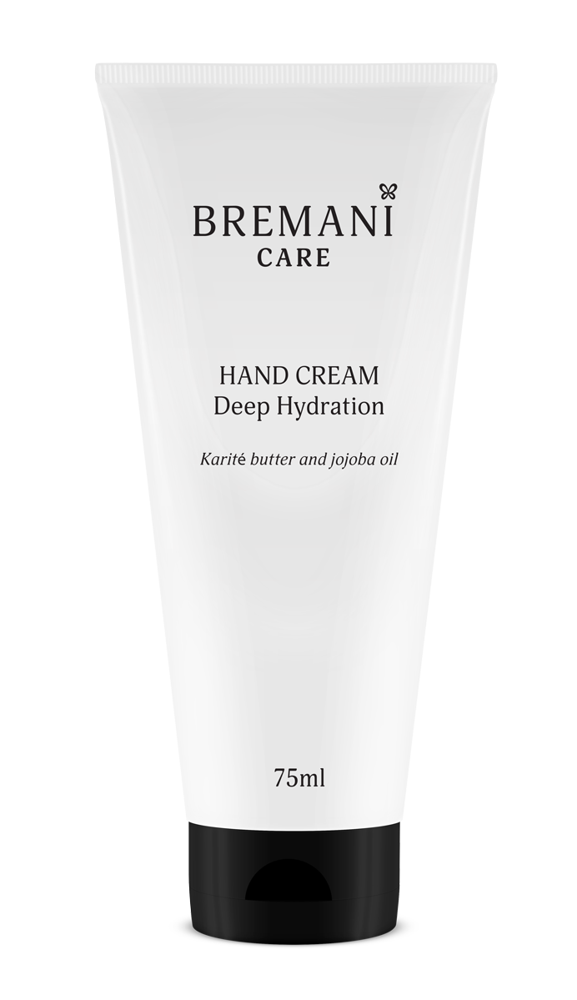 BREMANI
CARE
HAND CREAM
Deep Hydration
Karité butter and jojoba oil
75ml